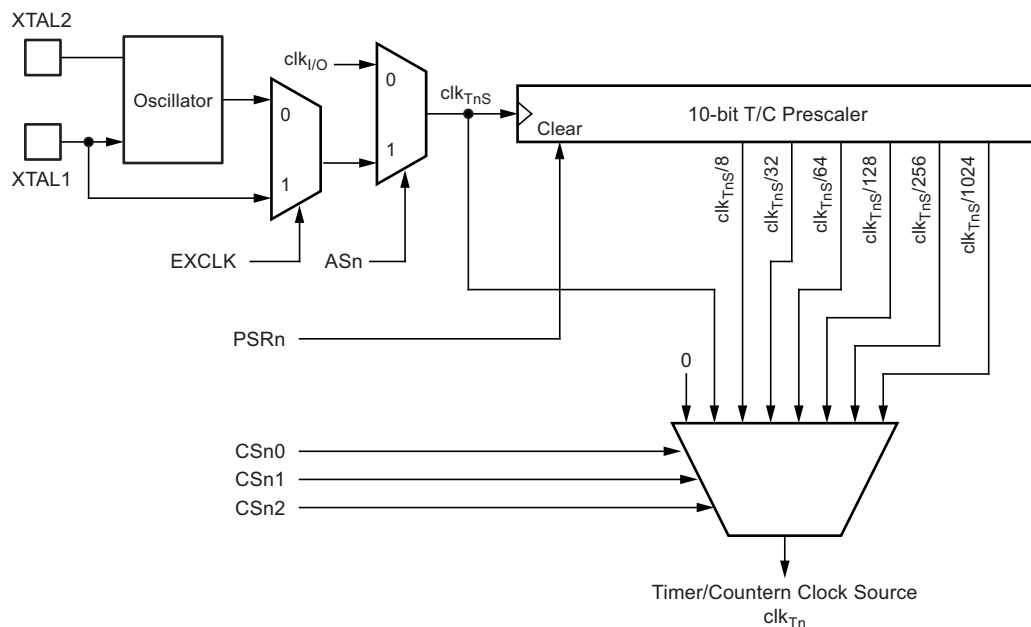 XTAL2
XTAL1
Oscillator
0
1
EXCLK
clkI/O
0
1
ASn
clkTnS
10-bit T/C Prescaler
Clear
clkTnS/8
clkTnS/32
clkTnS/64
clkTnS/128
clkTnS/256
clkTnS/1024
PSRn
0
CSn0
CSn1
CSn2
Timer/Countern Clock Source
clkTn